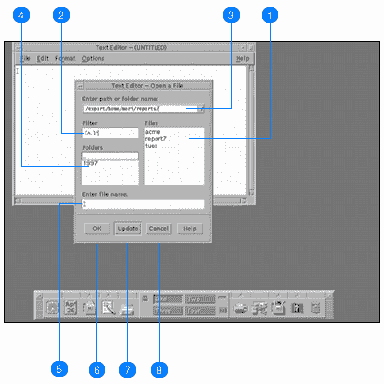 4
2
3
1
Text Editor – (UNTITLED)
File Edit Format Options Help
Text Editor – Open a File
Enter path or folder name:
/export/home/mort/reports/
Filter
Files
[^.]*
acme
report7
tues
Folders
..
1997
Enter file name:
OK Update Cancel Help
5
6
7
8